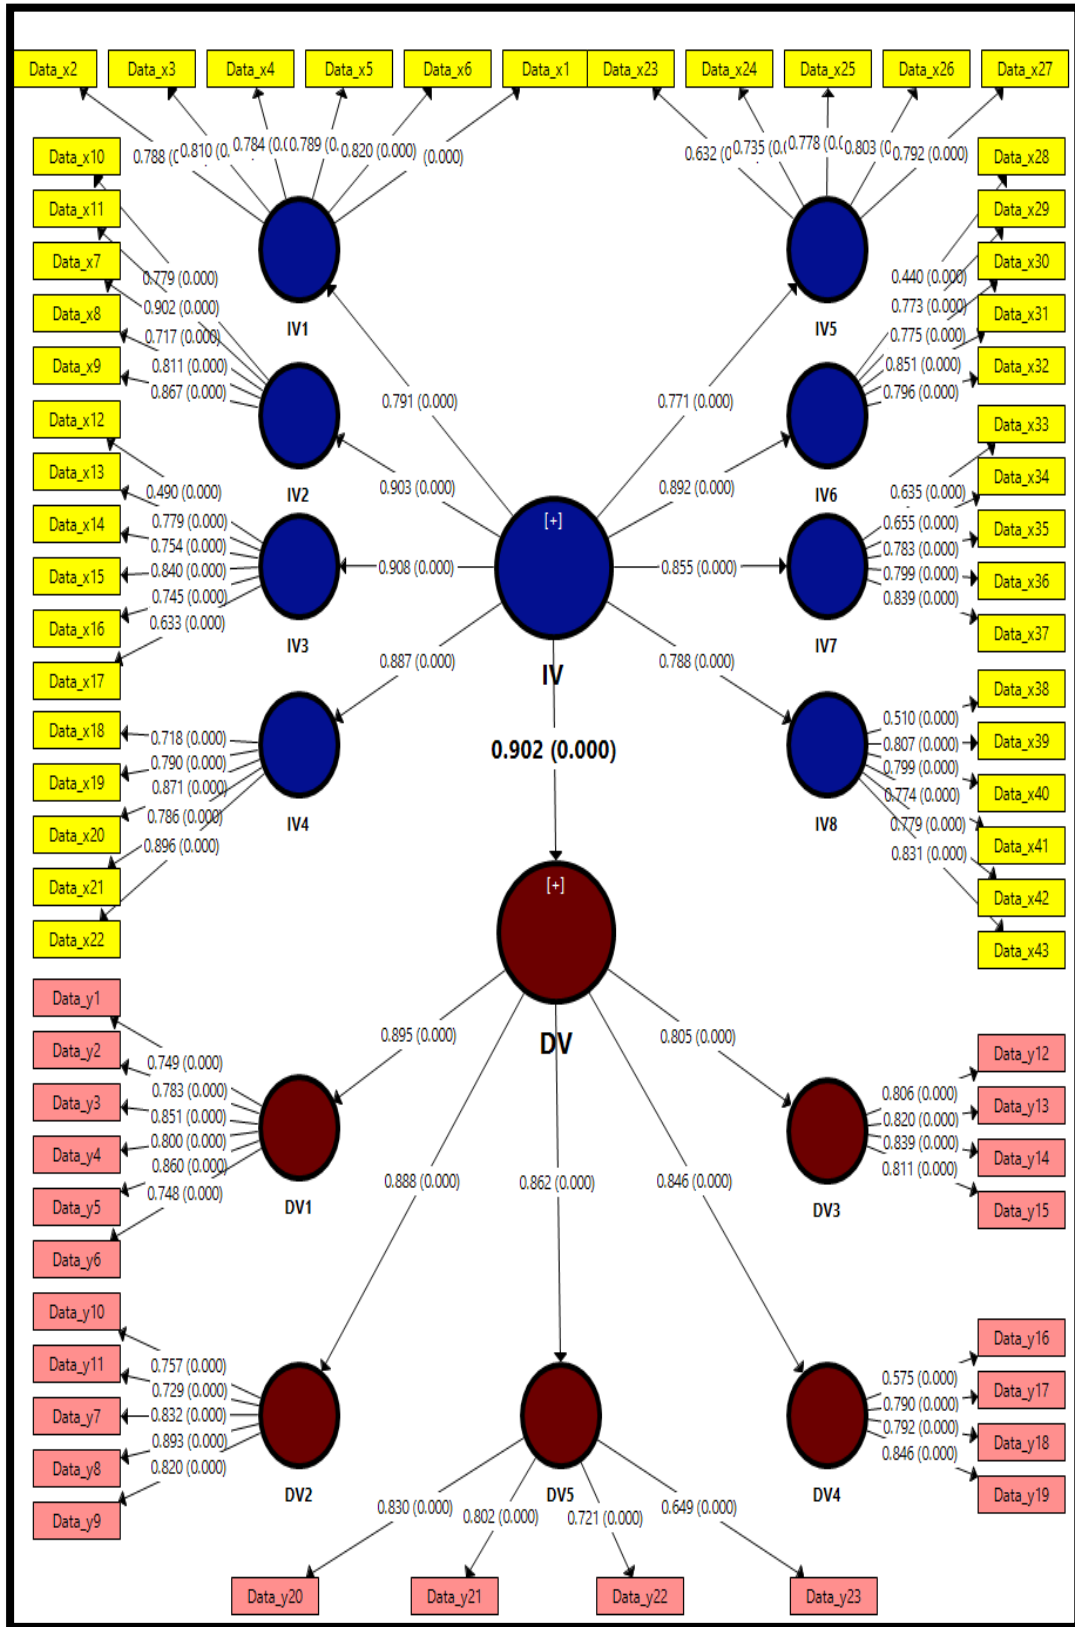 Data_x2 Data_x3 Data_x4 Data_x5 Data_x6 Data_x1 Data_x23 Data_x24 Data_x25 Data_x26 Data_x27
0.788 0.810 0.784 0.789 0.820 (0.000) (0.000)
0.632 0.735 0.778 0.803 0.792 (0.000)
Data_x10
Data_x11
Data_x7
Data_x8
Data_x9
0.779 (0.000)
0.902 (0.000)
0.717 (0.000)
0.811 (0.000)
0.867 (0.000)
IV1
IV5
Data_x28
Data_x29
Data_x30
Data_x31
Data_x32
0.440 (0.000)
0.773 (0.000)
0.775 (0.000)
0.851 (0.000)
0.796 (0.000)
0.791 (0.000)
0.771 (0.000)
Data_x12
Data_x13
Data_x14
Data_x15
Data_x16
Data_x17
0.490 (0.000)
0.779 (0.000)
0.754 (0.000)
0.840 (0.000)
0.745 (0.000)
0.633 (0.000)
IV2
0.903 (0.000)
0.892 (0.000)
IV6
[+]
0.908 (0.000)
0.855 (0.000)
Data_x33
Data_x34
Data_x35
Data_x36
Data_x37
0.635 (0.000)
0.655 (0.000)
0.783 (0.000)
0.799 (0.000)
0.839 (0.000)
IV3
IV7
0.887 (0.000)
IV
0.788 (0.000)
Data_x18
Data_x19
Data_x20
Data_x21
Data_x22
0.718 (0.000)
0.790 (0.000)
0.871 (0.000)
0.786 (0.000)
0.896 (0.000)
0.902 (0.000)
Data_x38
Data_x39
Data_x40
Data_x41
Data_x42
Data_x43
0.510 (0.000)
0.807 (0.000)
0.799 (0.000)
0.774 (0.000)
0.779 (0.000)
0.831 (0.000)
IV4
IV8
[+]
DV
Data_y1
Data_y2
Data_y3
Data_y4
Data_y5
Data_y6
0.749 (0.000)
0.783 (0.000)
0.851 (0.000)
0.800 (0.000)
0.860 (0.000)
0.748 (0.000)
0.895 (0.000)
0.805 (0.000)
Data_y12
Data_y13
Data_y14
Data_y15
0.806 (0.000)
0.820 (0.000)
0.839 (0.000)
0.811 (0.000)
DV1
DV3
0.888 (0.000)
0.862 (0.000)
0.846 (0.000)
Data_y10
Data_y11
Data_y7
Data_y8
Data_y9
0.757 (0.000)
0.729 (0.000)
0.832 (0.000)
0.893 (0.000)
0.820 (0.000)
Data_y16
Data_y17
Data_y18
Data_y19
0.575 (0.000)
0.790 (0.000)
0.792 (0.000)
0.846 (0.000)
DV2
DV5
DV4
0.830 (0.000)
0.802 (0.000)
0.721 (0.000)
0.649 (0.000)
Data_y20
Data_y21
Data_y22
Data_y23